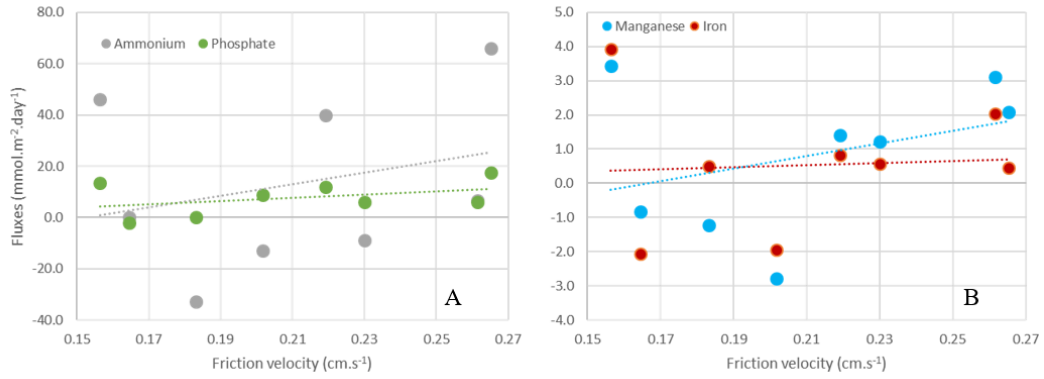 80.0
60.0
40.0
20.0
0.0
-20.0
-40.0
Fluxes (mmol.m⁻².day⁻¹)
Ammonium Phosphate
A
0.15 0.17 0.19 0.21 0.23 0.25 0.27
Friction velocity (cm.s⁻¹)
5.0
4.0
3.0
2.0
1.0
0.0
-1.0
-2.0
-3.0
-4.0
Manganese Iron
B
0.15 0.17 0.19 0.21 0.23 0.25 0.27
Friction velocity (cm.s⁻¹)